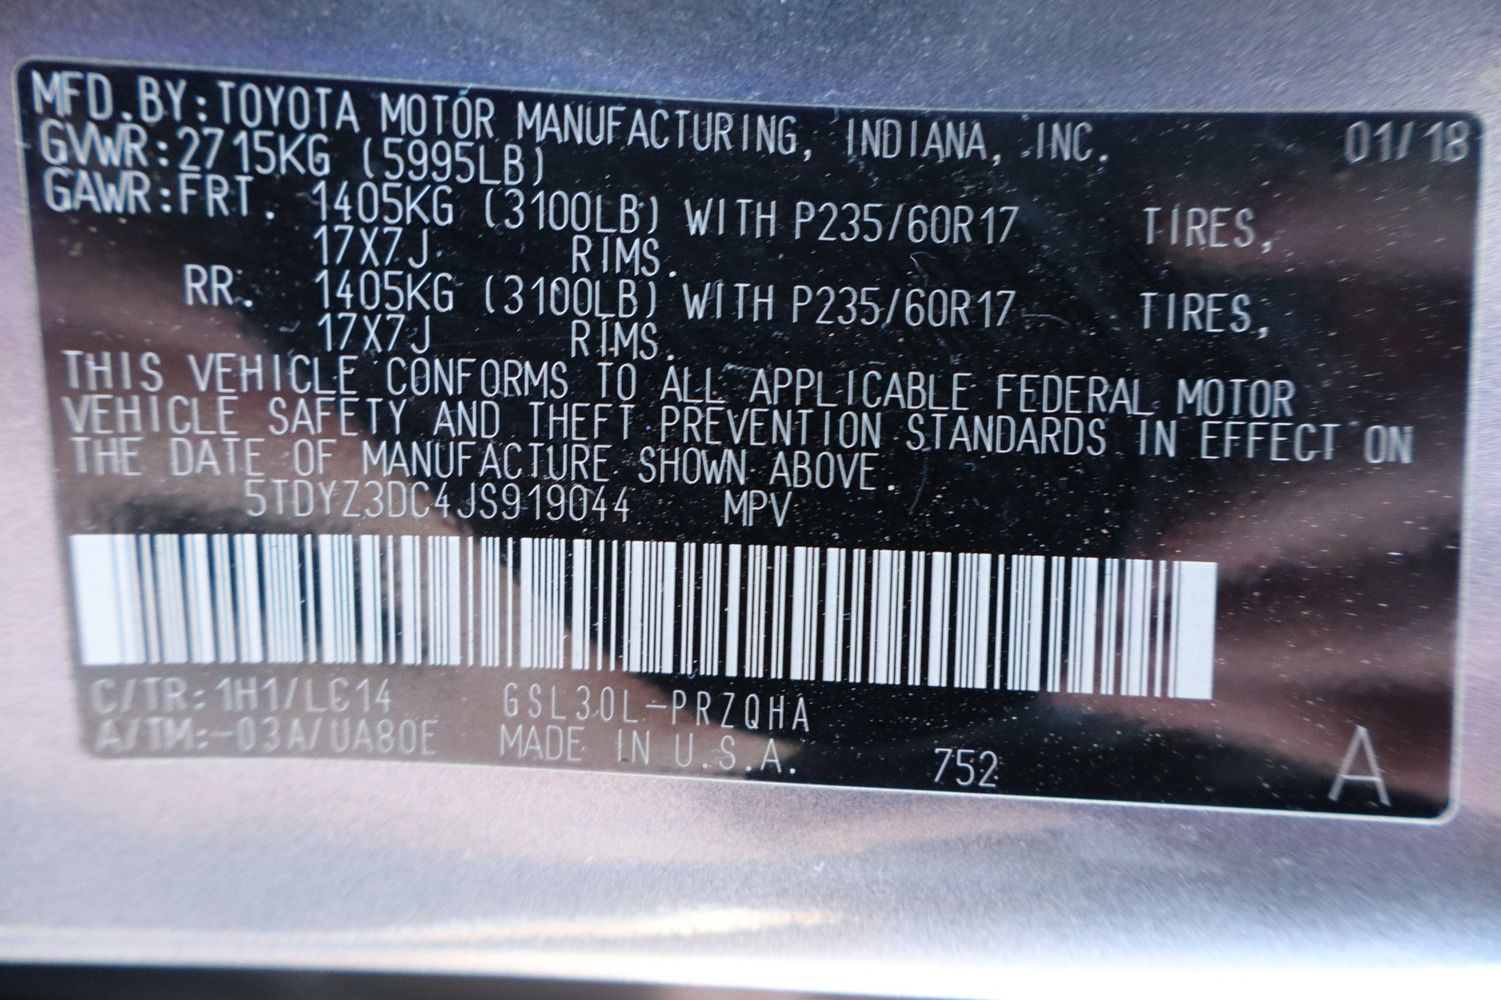 MFD.BY:TOYOTA MOTOR MANUFACTURING, INDIANA, INC. 01/18
GVWR:2715KG (5995LB)
GAWR:FRT. 1405KG (3100LB) WITH P235/60R17 TIRES,
17X7J RIMS.
RR. 1405KG (3100LB) WITH P235/60R17 TIRES,
17X7J RIMS.
THIS VEHICLE CONFORMS TO ALL APPLICABLE FEDERAL MOTOR
VEHICLE SAFETY AND THEFT PREVENTION STANDARDS IN EFFECT ON
THE DATE OF MANUFACTURE SHOWN ABOVE.
5TDYZ3DC4JS919044 MPV
C/TR:1H1/LC14 GSL30L-PRZQHA
A/TM:-03A/UA80E MADE IN U.S.A. 752 A